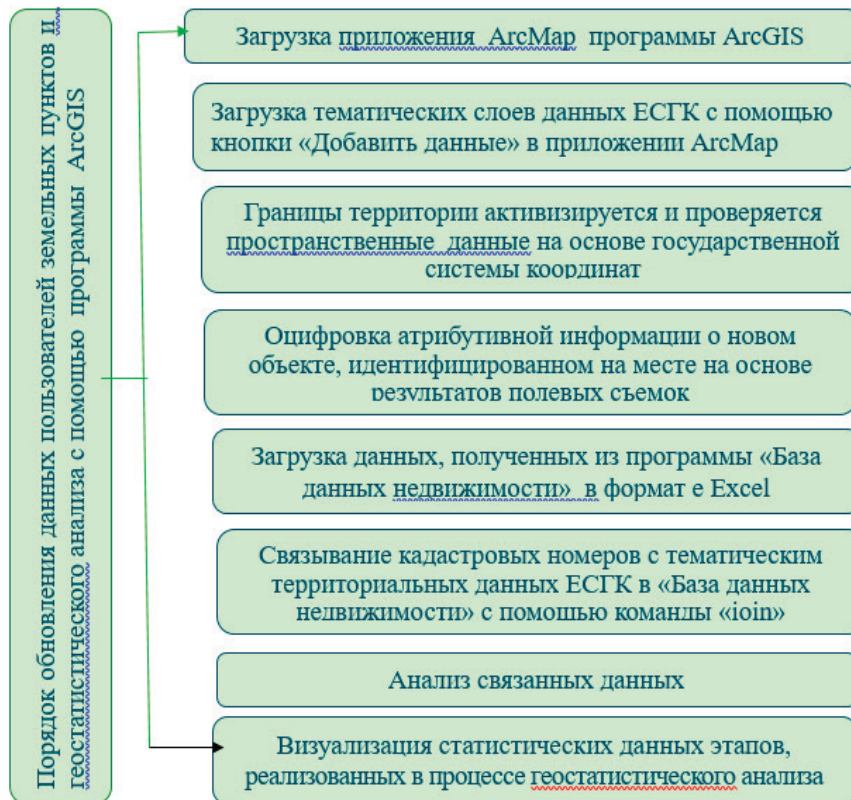 Порядок обновления данных пользователей земельных пунктов и
геостатистического анализа с помощью программы ArcGIS
Загрузка приложения ArcMap программы ArcGIS
Загрузка тематических слоев данных ЕСГК с помощью
кнопки «Добавить данные» в приложении ArcMap
Границы территории активизируется и проверяется
пространственные данные на основе государственной
системы координат
Оцифровка атрибутивной информации о новом
объекте, идентифицированном на месте на основе
результатов полевых съемок
Загрузка данных, полученных из программы «База
данных недвижимости» в формат е Excel
Связывание кадастровых номеров с тематическим
территориальных данных ЕСГК в «База данных
недвижимости» с помощью команды «join»
Анализ связанных данных
Визуализация статистических данных этапов,
реализованных в процессе геостатистического анализа